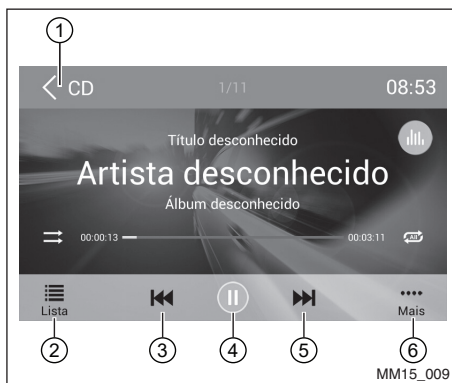 1
CD 1/11 08:53
Título desconhecido
Artista desconhecido
Álbum desconhecido
00:00:13 00:03:11 All
Lista Mais
2 3 4 5 6
MM15_009